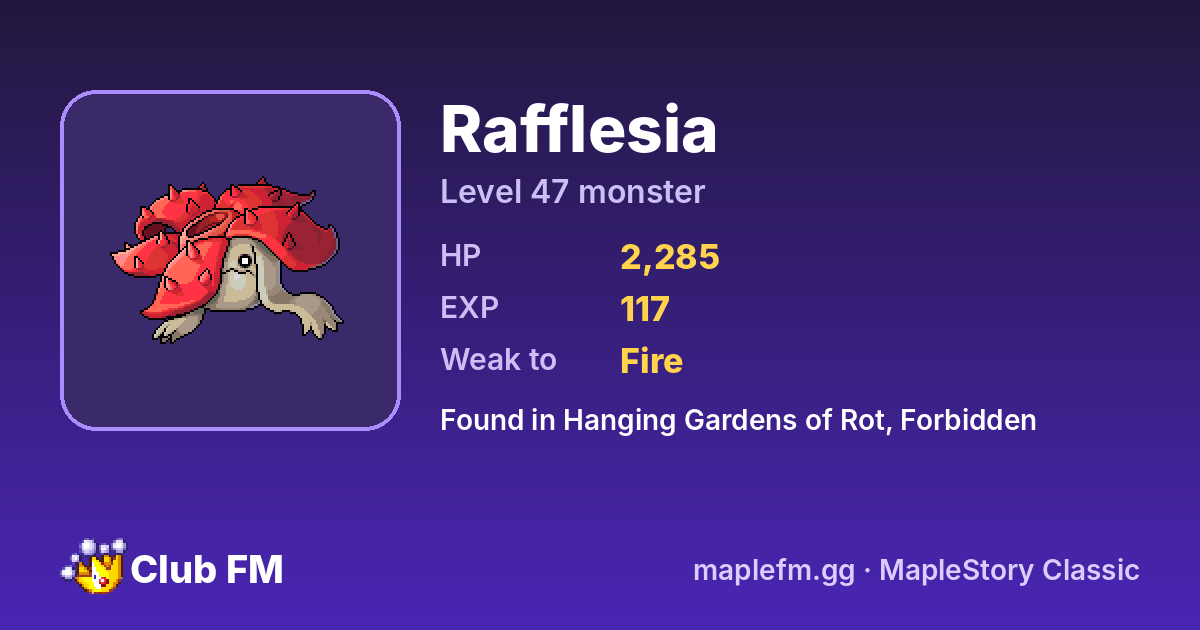 Rafflesia
Level 47 monster
HP 2,285
EXP 117
Weak to Fire
Found in Hanging Gardens of Rot, Forbidden
Club FM
maplefm.gg · MapleStory Classic